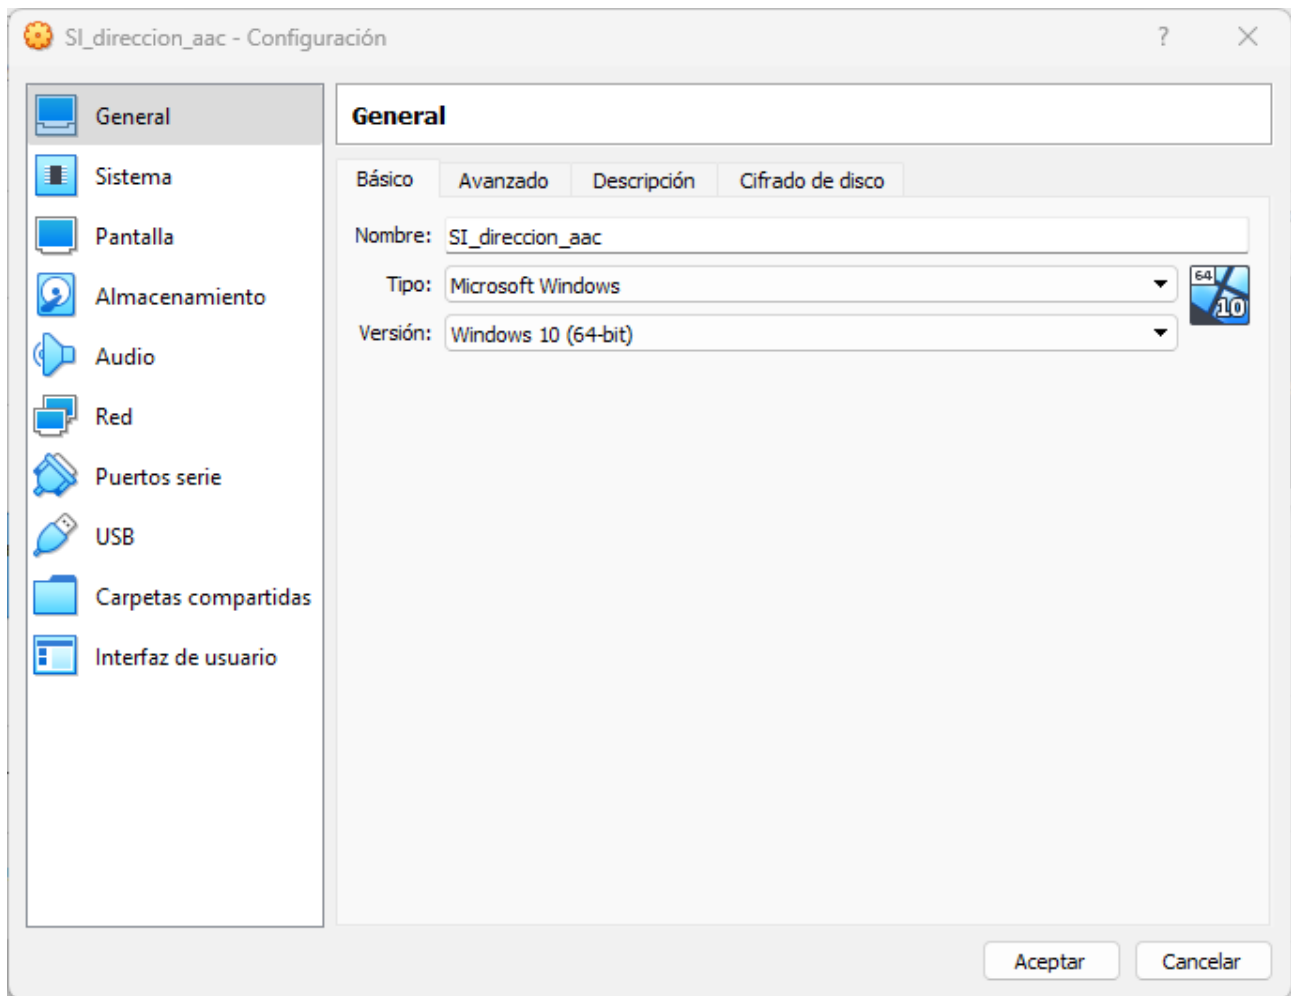 SI_direccion_aac - Configuración
?
General
Sistema
Pantalla
Almacenamiento
Audio
Red
Puertos serie
USB
Carpetas compartidas
Interfaz de usuario
General
Básico Avanzado Descripción Cifrado de disco
Nombre: SI_direccion_aac
Tipo: Microsoft Windows
64
10
Versión: Windows 10 (64-bit)
Aceptar Cancelar